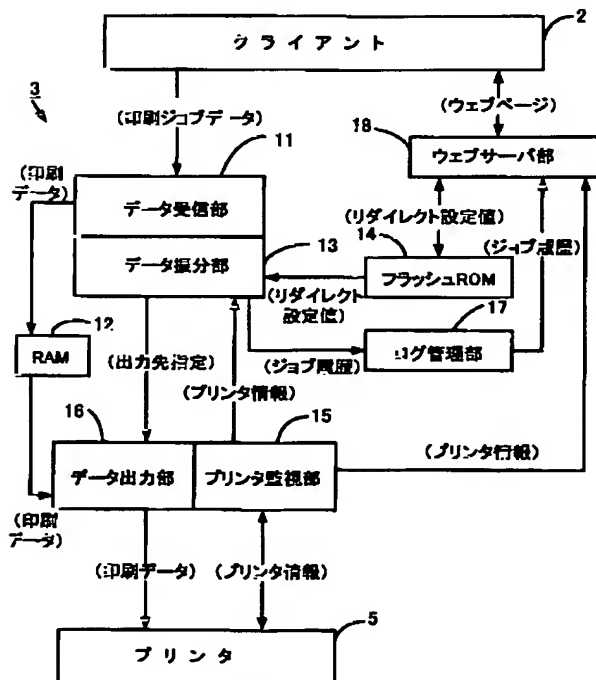 クライアント
2
3
(印刷ジョブデータ)
(ウェブページ)
11
18
ウェブサーバ部
(印刷
データ)
データ受信部
データ振分部
13
(リダイレクト設定値)
14
(ジョブ履歴)
フラッシュROM
(リダイレクト
設定値)
17
12
RAM
(出力先指定)
(ジョブ履歴)
ログ管理部
(プリンタ情報)
16
15
データ出力部
プリンタ監視部
(プリンタ情報)
(印刷
データ)
(印刷データ)
(プリンタ情報)
5
プリンタ